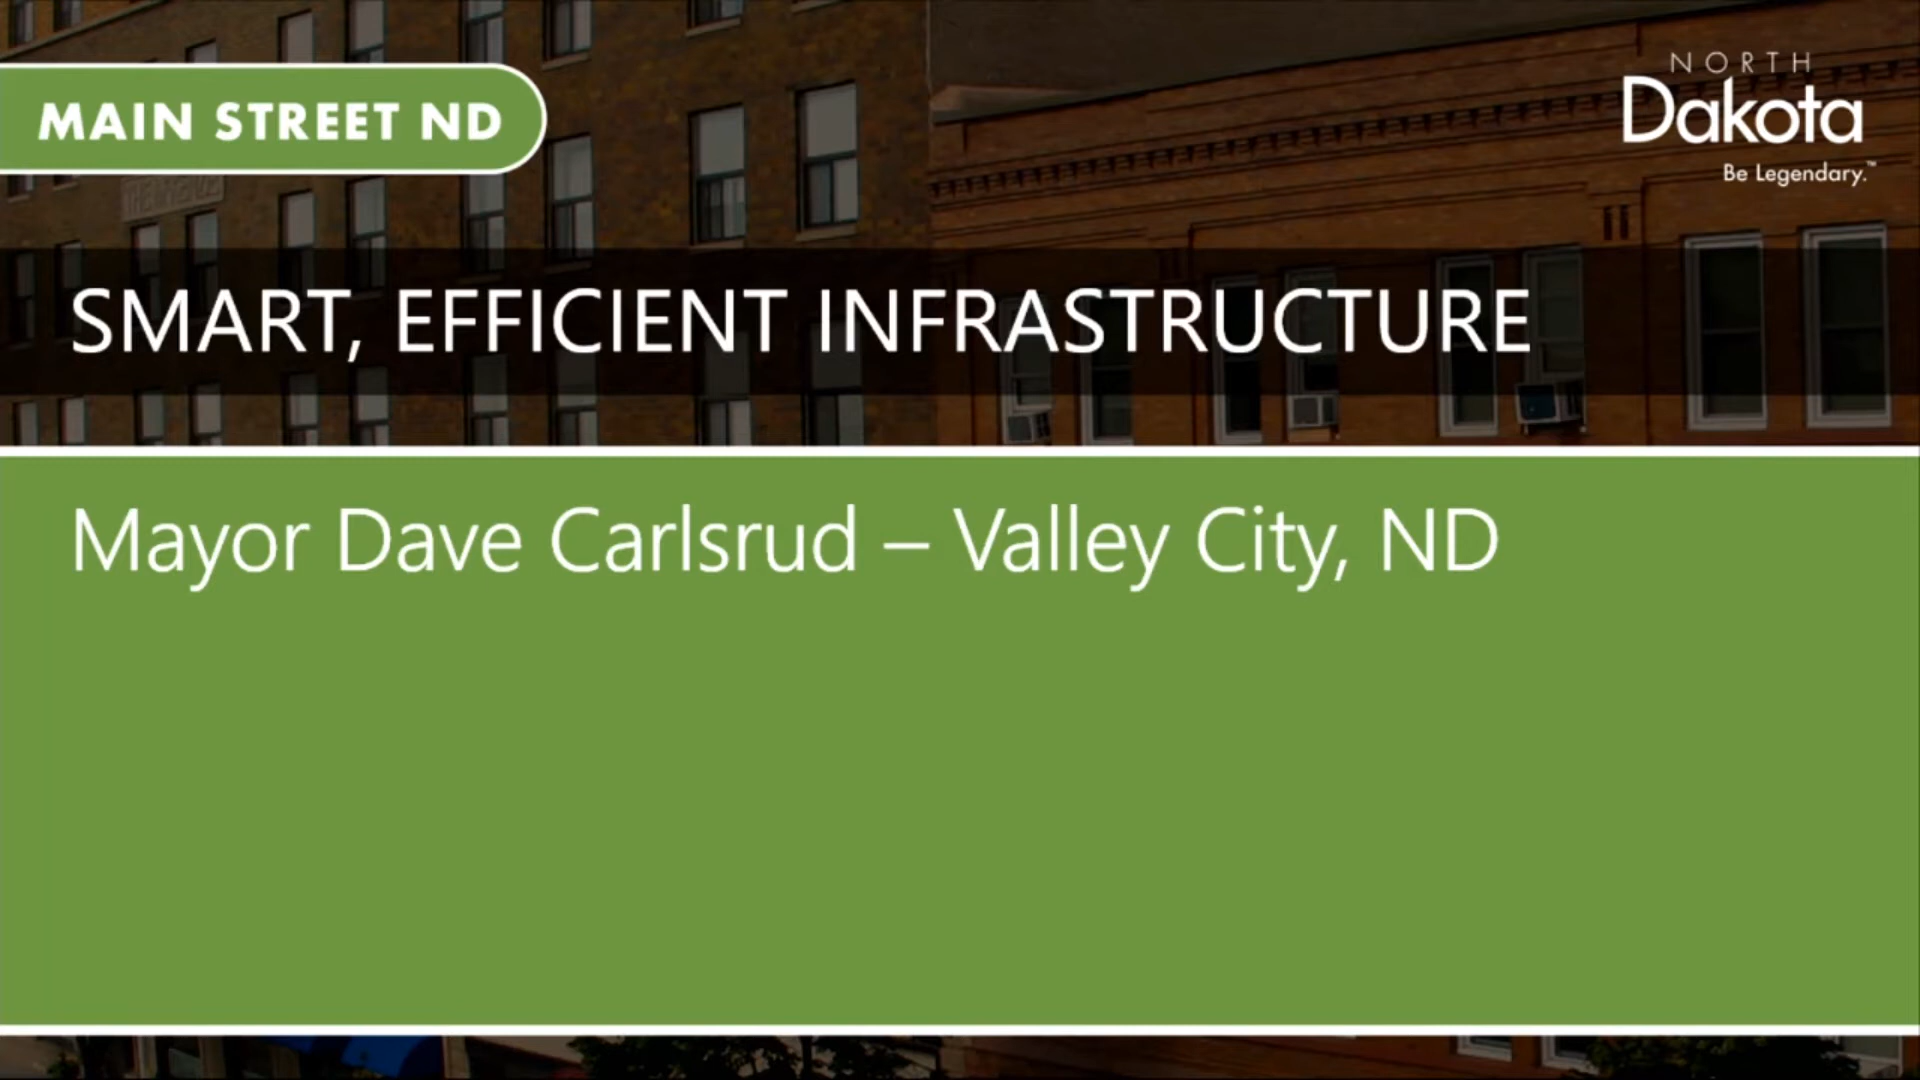 MAIN STREET ND
NORTH
Dakota
Be Legendary.™
SMART, EFFICIENT INFRASTRUCTURE
Mayor Dave Carlsrud – Valley City, ND